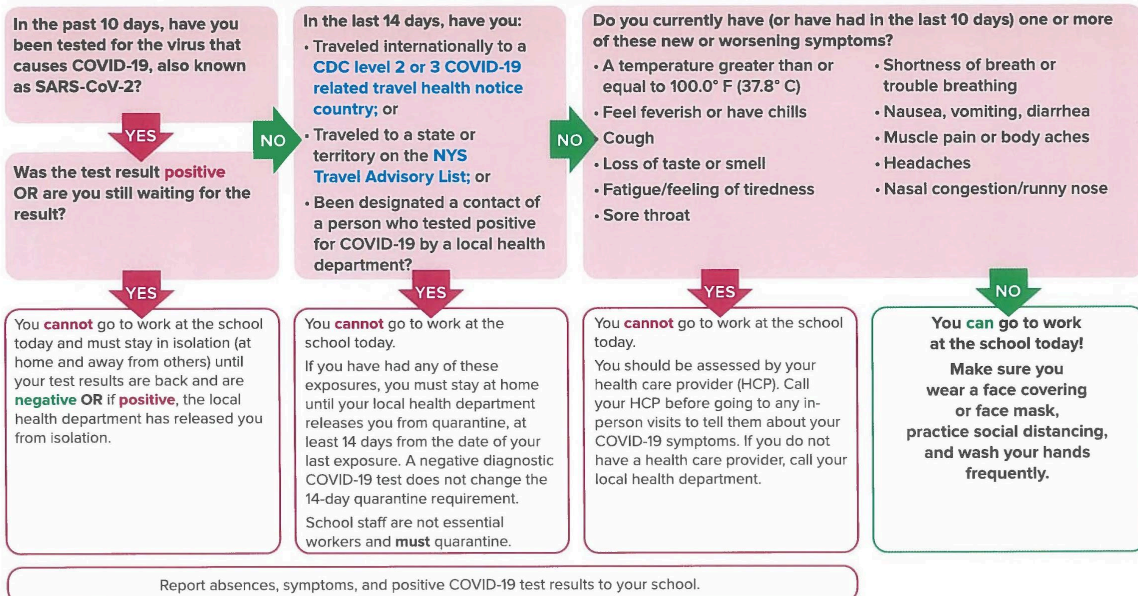 In the past 10 days, have you
been tested for the virus that
causes COVID-19, also known
as SARS-CoV-2?
YES
Was the test result positive
OR are you still waiting for the
result?
NO
In the last 14 days, have you:
• Traveled internationally to a
CDC level 2 or 3 COVID-19
related travel health notice
country; or
• Traveled to a state or
territory on the NYS
Travel Advisory List; or
• Been designated a contact of
a person who tested positive
for COVID-19 by a local health
department?
NO
Do you currently have (or have had in the last 10 days) one or more
of these new or worsening symptoms?
• A temperature greater than or
equal to 100.0° F (37.8° C)
• Feel feverish or have chills
• Cough
• Loss of taste or smell
• Fatigue/feeling of tiredness
• Sore throat
• Shortness of breath or
trouble breathing
• Nausea, vomiting, diarrhea
• Muscle pain or body aches
• Headaches
• Nasal congestion/runny nose
YES
You cannot go to work at the school
today and must stay in isolation (at
home and away from others) until
your test results are back and are
negative OR if positive, the local
health department has released you
from isolation.
YES
You cannot go to work at the
school today.
If you have had any of these
exposures, you must stay at home
until your local health department
releases you from quarantine, at
least 14 days from the date of your
last exposure. A negative diagnostic
COVID-19 test does not change the
14-day quarantine requirement.
School staff are not essential
workers and must quarantine.
YES
You cannot go to work at the school
today.
You should be assessed by your
health care provider (HCP). Call
your HCP before going to any in-
person visits to tell them about your
COVID-19 symptoms. If you do not
have a health care provider, call your
local health department.
NO
You can go to work
at the school today!
Make sure you
wear a face covering
or face mask,
practice social distancing,
and wash your hands
frequently.
Report absences, symptoms, and positive COVID-19 test results to your school.